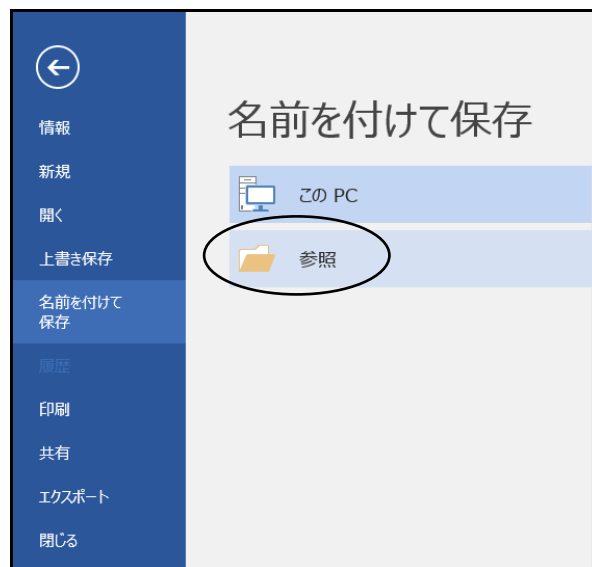 情報
新規
開く
上書き保存
名前を付けて
保存
履歴
印刷
共有
エクスポート
閉じる
名前を付けて保存
この PC
参照